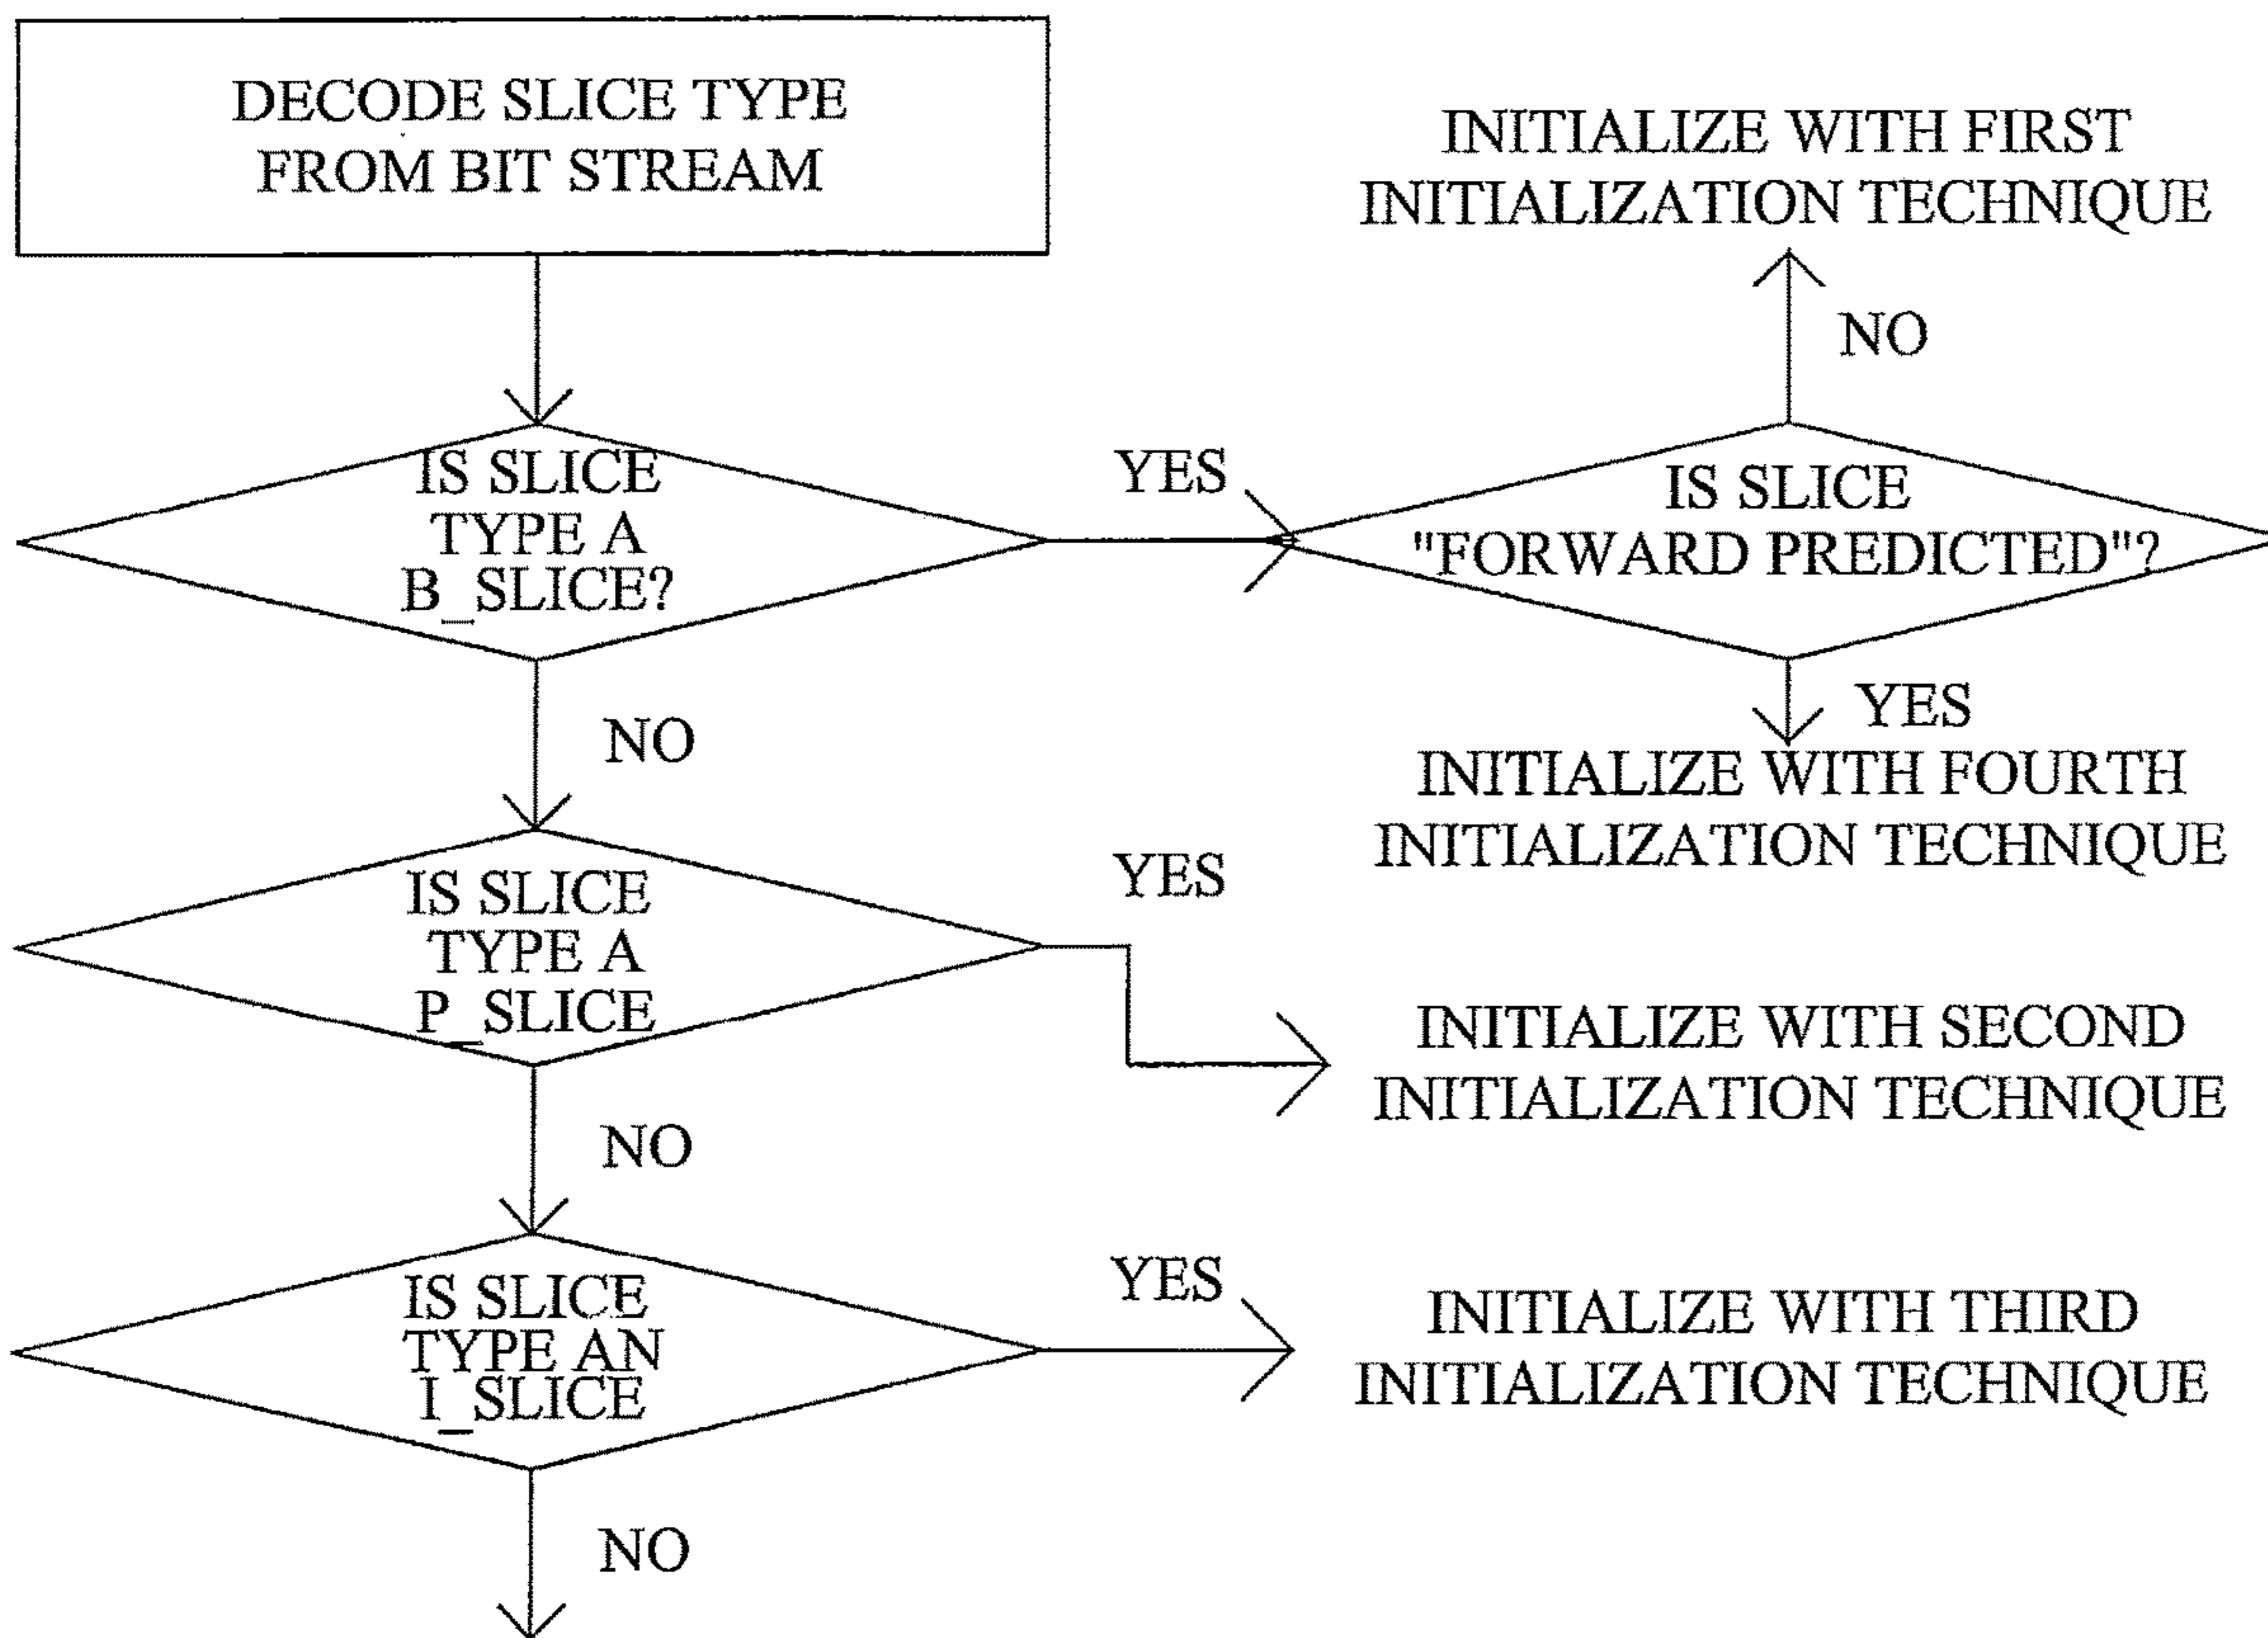 DECODE SLICE TYPE
FROM BIT STREAM
INITIALIZE WITH FIRST
INITIALIZATION TECHNIQUE
NO
IS SLICE
TYPE A
B_SLICE?
YES
IS SLICE
"FORWARD PREDICTED"?
NO
YES
INITIALIZE WITH FOURTH
INITIALIZATION TECHNIQUE
IS SLICE
TYPE A
P_SLICE
YES
INITIALIZE WITH SECOND
INITIALIZATION TECHNIQUE
NO
IS SLICE
TYPE AN
I_SLICE
YES
INITIALIZE WITH THIRD
INITIALIZATION TECHNIQUE
NO